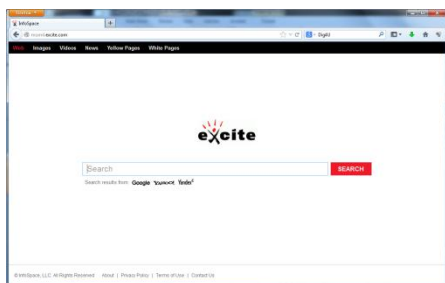 InfoSpace
excite.com
Web Images Videos News Yellow Pages White Pages
excite
Search
SEARCH
Search results from: Google YAHOO! Yandex
© InfoSpace, LLC All Rights Reserved About | Privacy Policy | Terms of Use | Contact Us